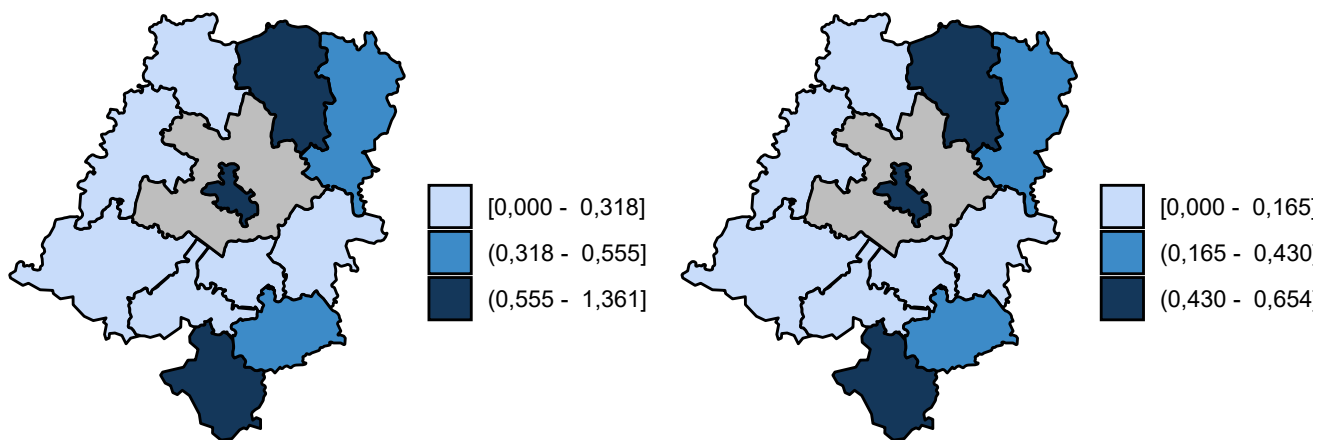 [0,000 - 0,318]
(0,318 - 0,555]
(0,555 - 1,361]
[0,000 - 0,165]
(0,165 - 0,430]
(0,430 - 0,654]